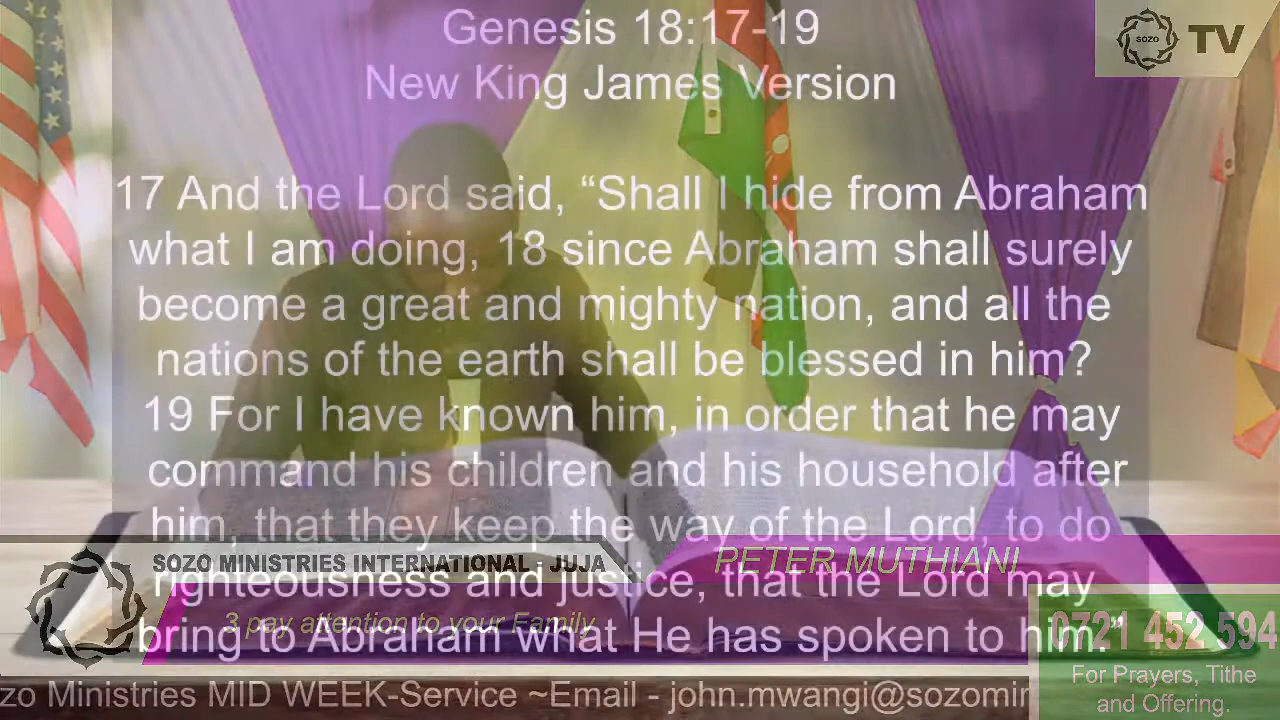 Genesis 18:17-19
New King James Version
SOZO TV
17 And the Lord said, “Shall I hide from Abraham
what I am doing, 18 since Abraham shall surely
become a great and mighty nation, and all the
nations of the earth shall be blessed in him?
19 For I have known him, in order that he may
command his children and his household after
him, that they keep the way of the Lord, to do
righteousness and justice, that the Lord may
bring to Abraham what He has spoken to him.”
SOZO MINISTRIES INTERNATIONAL - JUJA
PETER MUTHIANI
3 pay attention to your Family
0721 452 594
For Prayers, Tithe
and Offering.
zo Ministries MID WEEK-Service ~Email - john.mwangi@sozomin